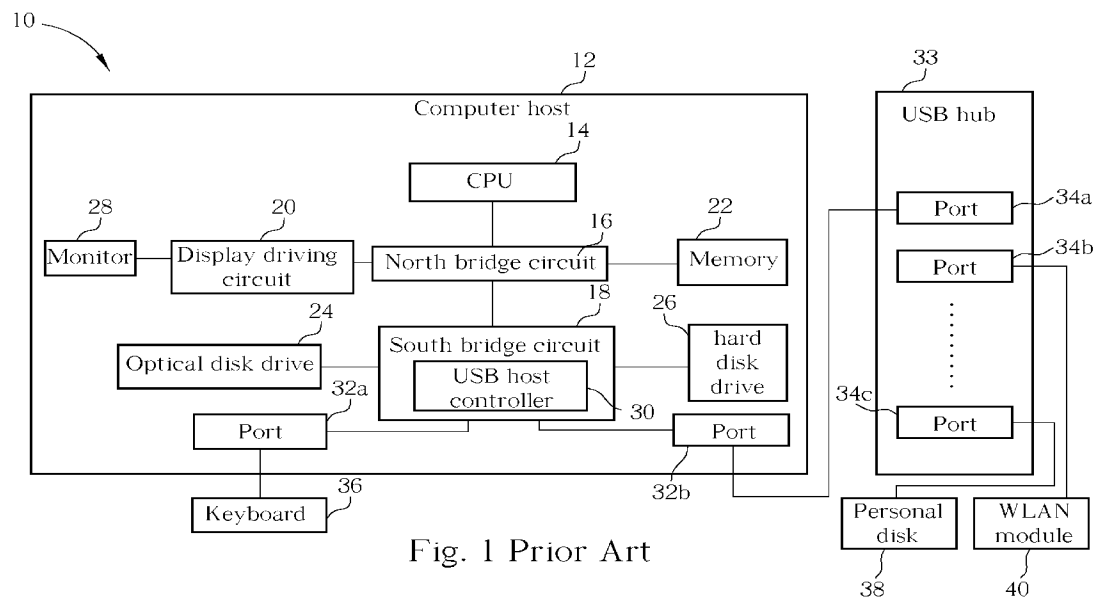 10
12
33
Computer host
USB hub
14
CPU
34a
Port
28
20
16
22
34b
Monitor
Display driving
circuit
North bridge circuit
Memory
Port
18
26
24
Optical disk drive
South bridge circuit
USB host
controller
hard
disk
drive
32a
30
34c
Port
Port
Port
32b
36
Keyboard
Personal
disk
WLAN
module
Fig. 1 Prior Art
38
40